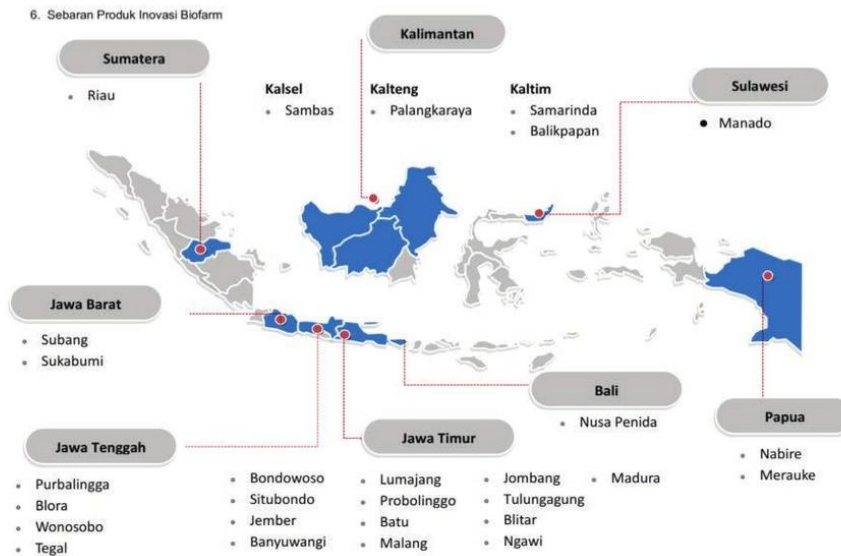 6. Sebaran Produk Inovasi Biofarm
Kalimantan
Sumatera
• Riau
Kalsel
• Sambas
Kalteng
• Palangkaraya
Kaltim
• Samarinda
• Balikpapan
Sulawesi
• Manado
Jawa Barat
• Subang
• Sukabumi
Bali
• Nusa Penida
Papua
• Nabire
• Merauke
Jawa Tenggah
• Purbalingga
• Blora
• Wonosobo
• Tegal
Jawa Timur
• Bondowoso
• Situbondo
• Jember
• Banyuwangi
• Lumajang
• Probolinggo
• Batu
• Malang
• Jombang
• Tulungagung
• Blitar
• Ngawi
• Madura